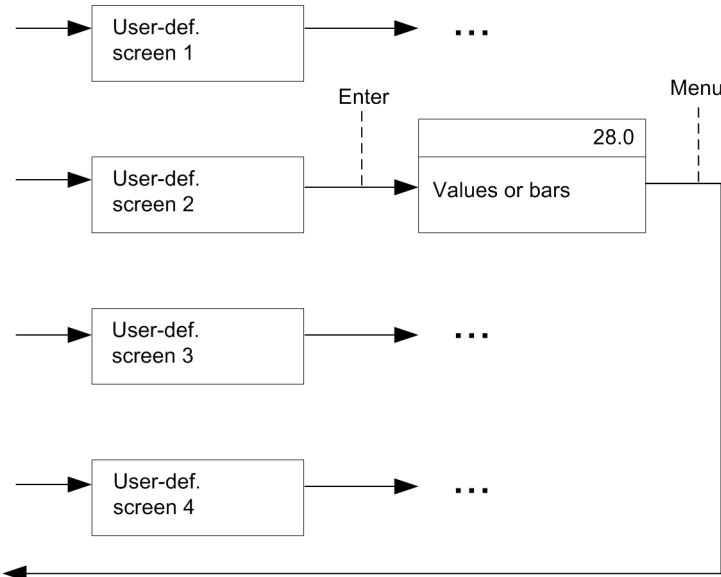 User-def.
screen 1
...
Enter
Menu
28.0
User-def.
screen 2
Values or bars
User-def.
screen 3
...
User-def.
screen 4
...